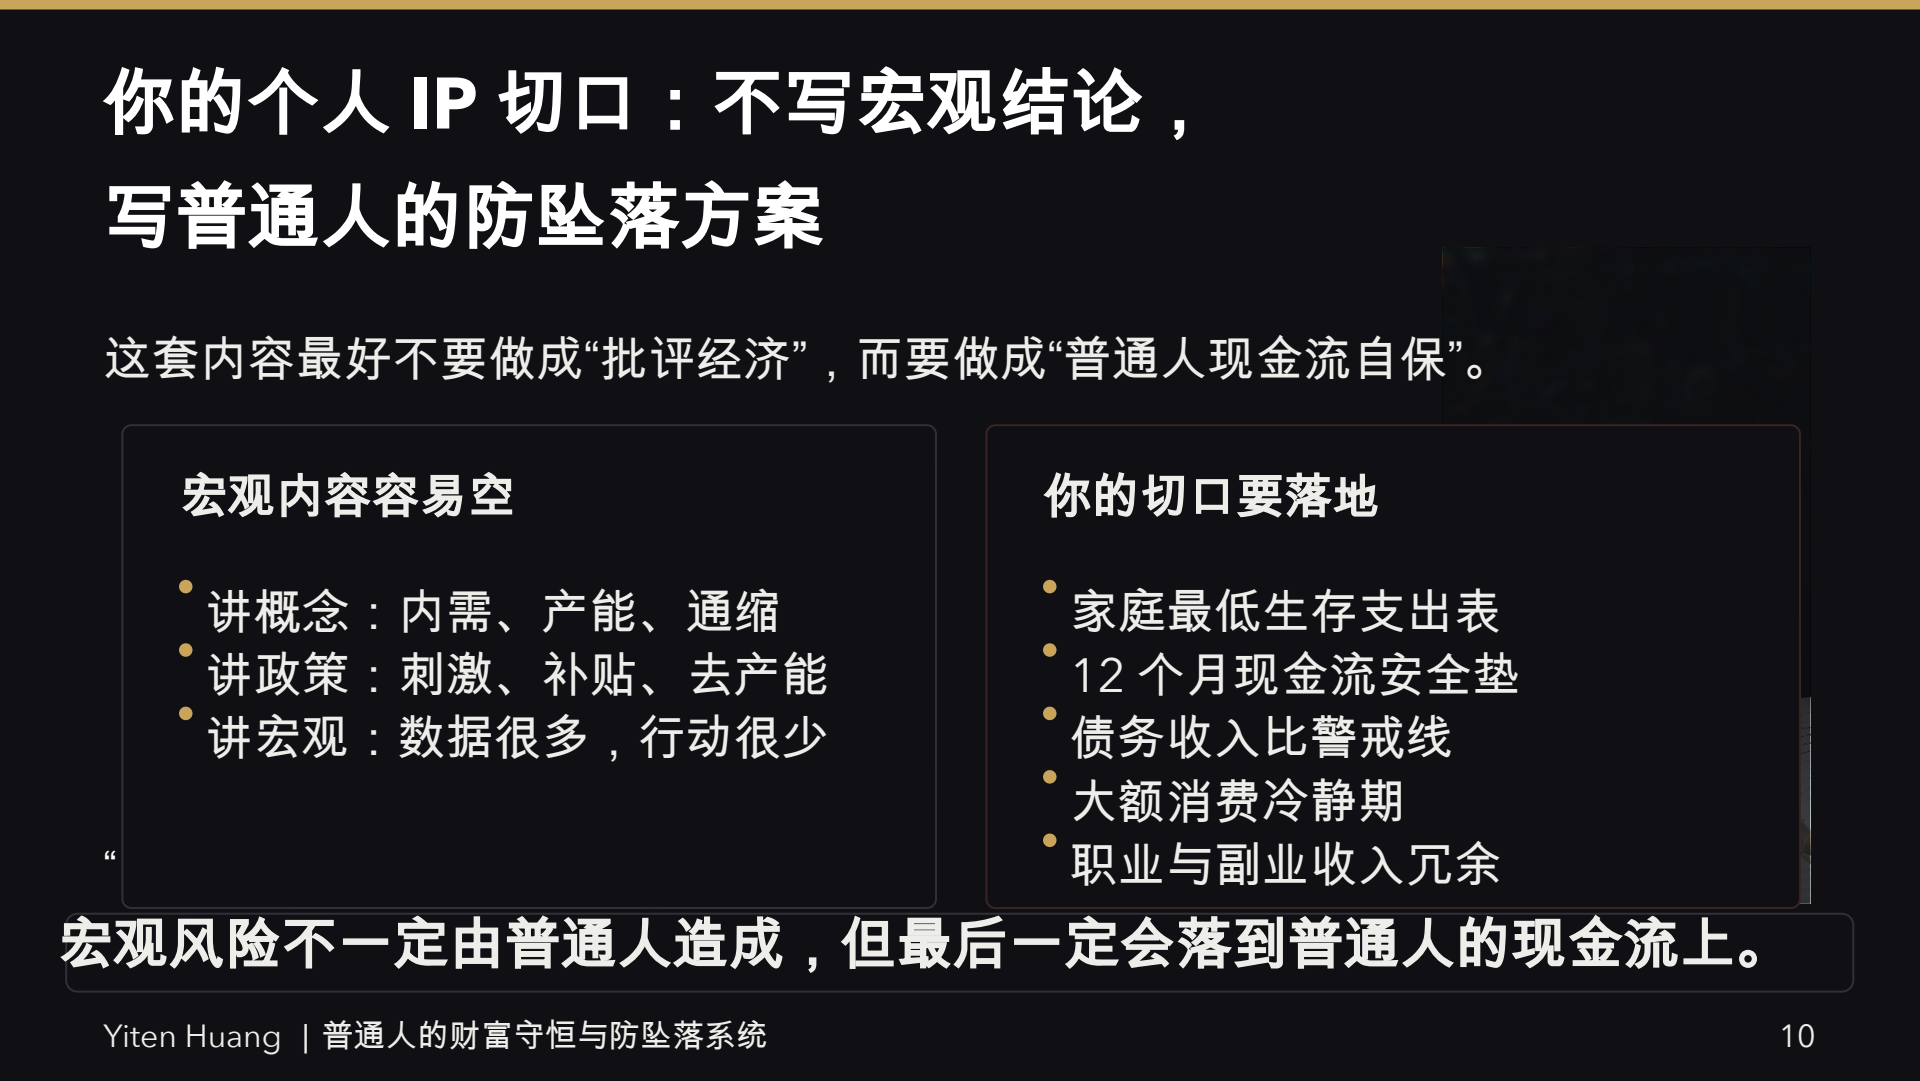 你的个人 IP 切口：不写宏观结论，
写普通人的防坠落方案
这套内容最好不要做成“批评经济”，而要做成“普通人现金流自保”。
宏观内容容易空
讲概念：内需、产能、通缩
讲政策：刺激、补贴、去产能
讲宏观：数据很多，行动很少
你的切口要落地
家庭最低生存支出表
12 个月现金流安全垫
债务收入比警戒线
大额消费冷静期
职业与副业收入冗余
“
宏观风险不一定由普通人造成，但最后一定会落到普通人的现金流上。
Yiten Huang ｜普通人的财富守恒与防坠落系统
10